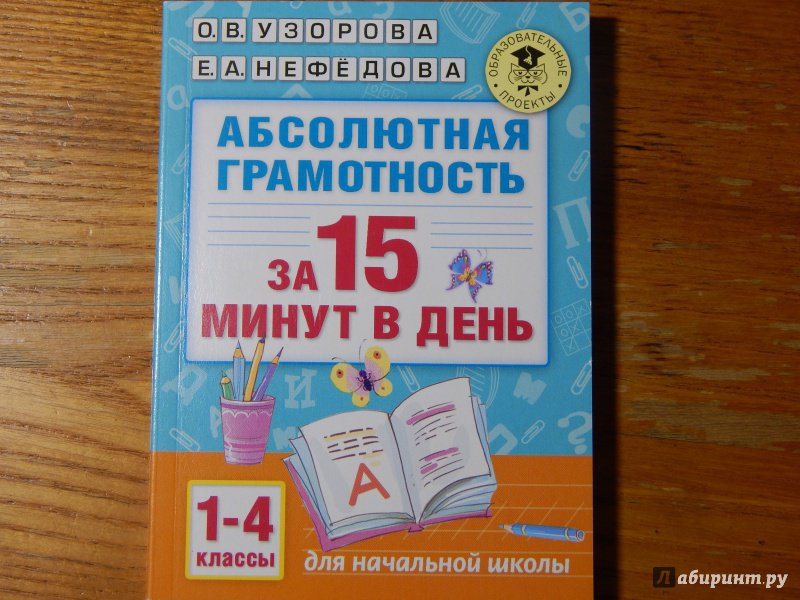 О.В.УЗОРОВА
Е.А.НЕФЁДОВА
ОБРАЗОВАТЕЛЬНЫЕ
ПРОЕКТЫ
АБСОЛЮТНАЯ
ГРАМОТНОСТЬ
ЗА 15
МИНУТ В ДЕНЬ
А
1-4
КЛАССЫ
для начальной школы
Лабиринт.ру